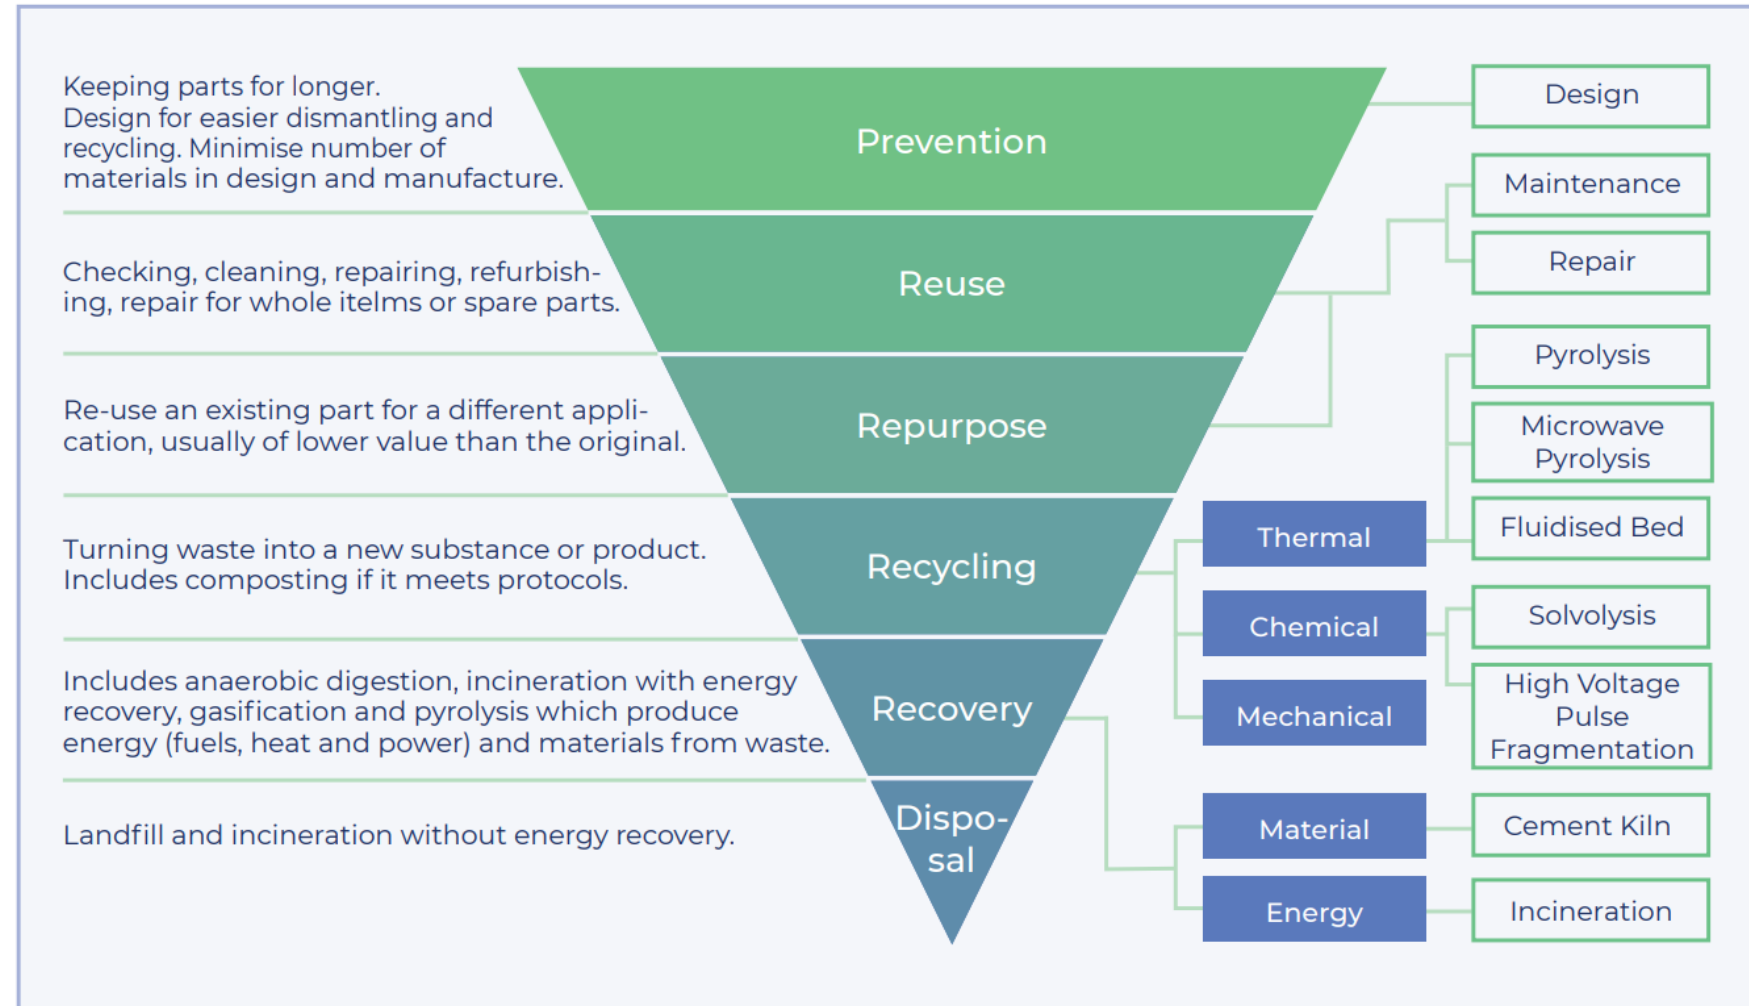 Keeping parts for longer.
Design for easier dismantling and
recycling. Minimise number of
materials in design and manufacture.
Prevention
Design
Maintenance
Repair
Checking, cleaning, repairing, refurbish-
ing, repair for whole itelms or spare parts.
Reuse
Re-use an existing part for a different appli-
cation, usually of lower value than the original.
Repurpose
Pyrolysis
Microwave
Pyrolysis
Fluidised Bed
Turning waste into a new substance or product.
Includes composting if it meets protocols.
Recycling
Thermal
Chemical
Mechanical
Solvolysis
High Voltage
Pulse
Fragmentation
Includes anaerobic digestion, incineration with energy
recovery, gasification and pyrolysis which produce
energy (fuels, heat and power) and materials from waste.
Recovery
Material
Cement Kiln
Energy
Incineration
Landfill and incineration without energy recovery.
Dispo-
sal